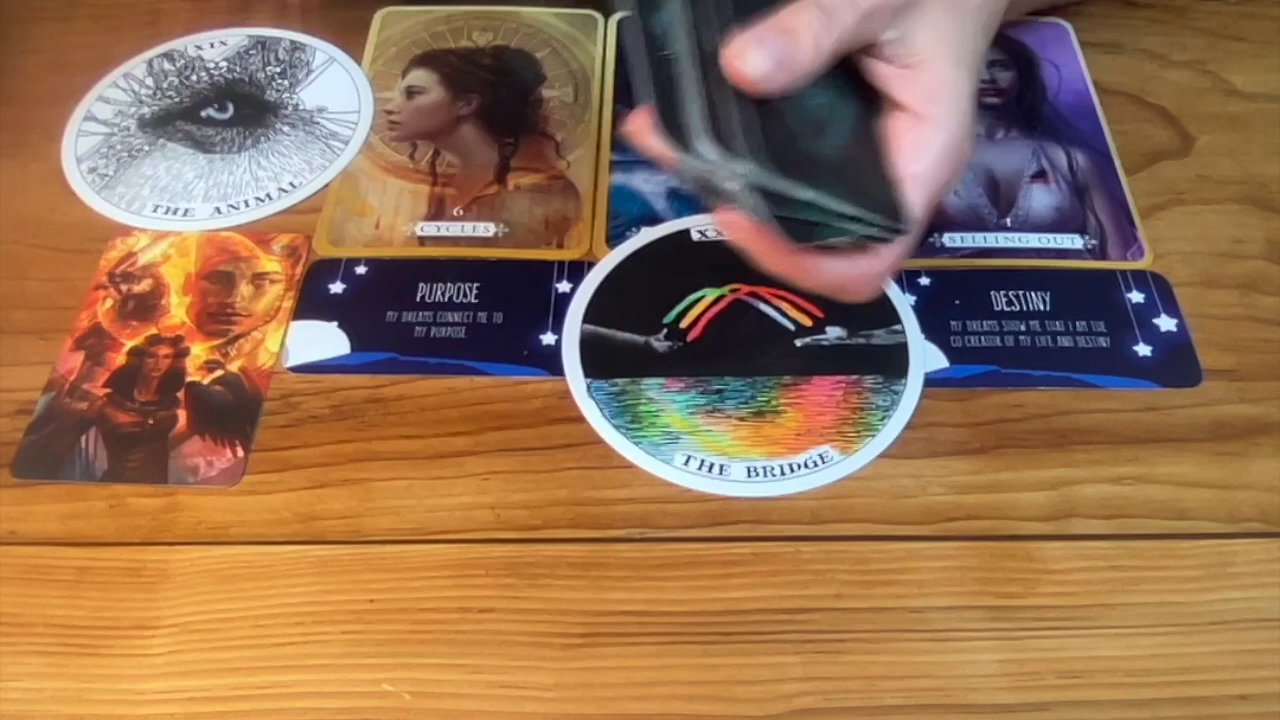 XIX
THE ANIMAL
6
CYCLES
SELLING OUT
PURPOSE
MY DREAMS CONNECT ME TO
MY PURPOSE.
DESTINY
MY DREAMS SHOW ME THAT I AM THE
CO CREATOR OF MY LIFE AND DESTINY
THE BRIDGE